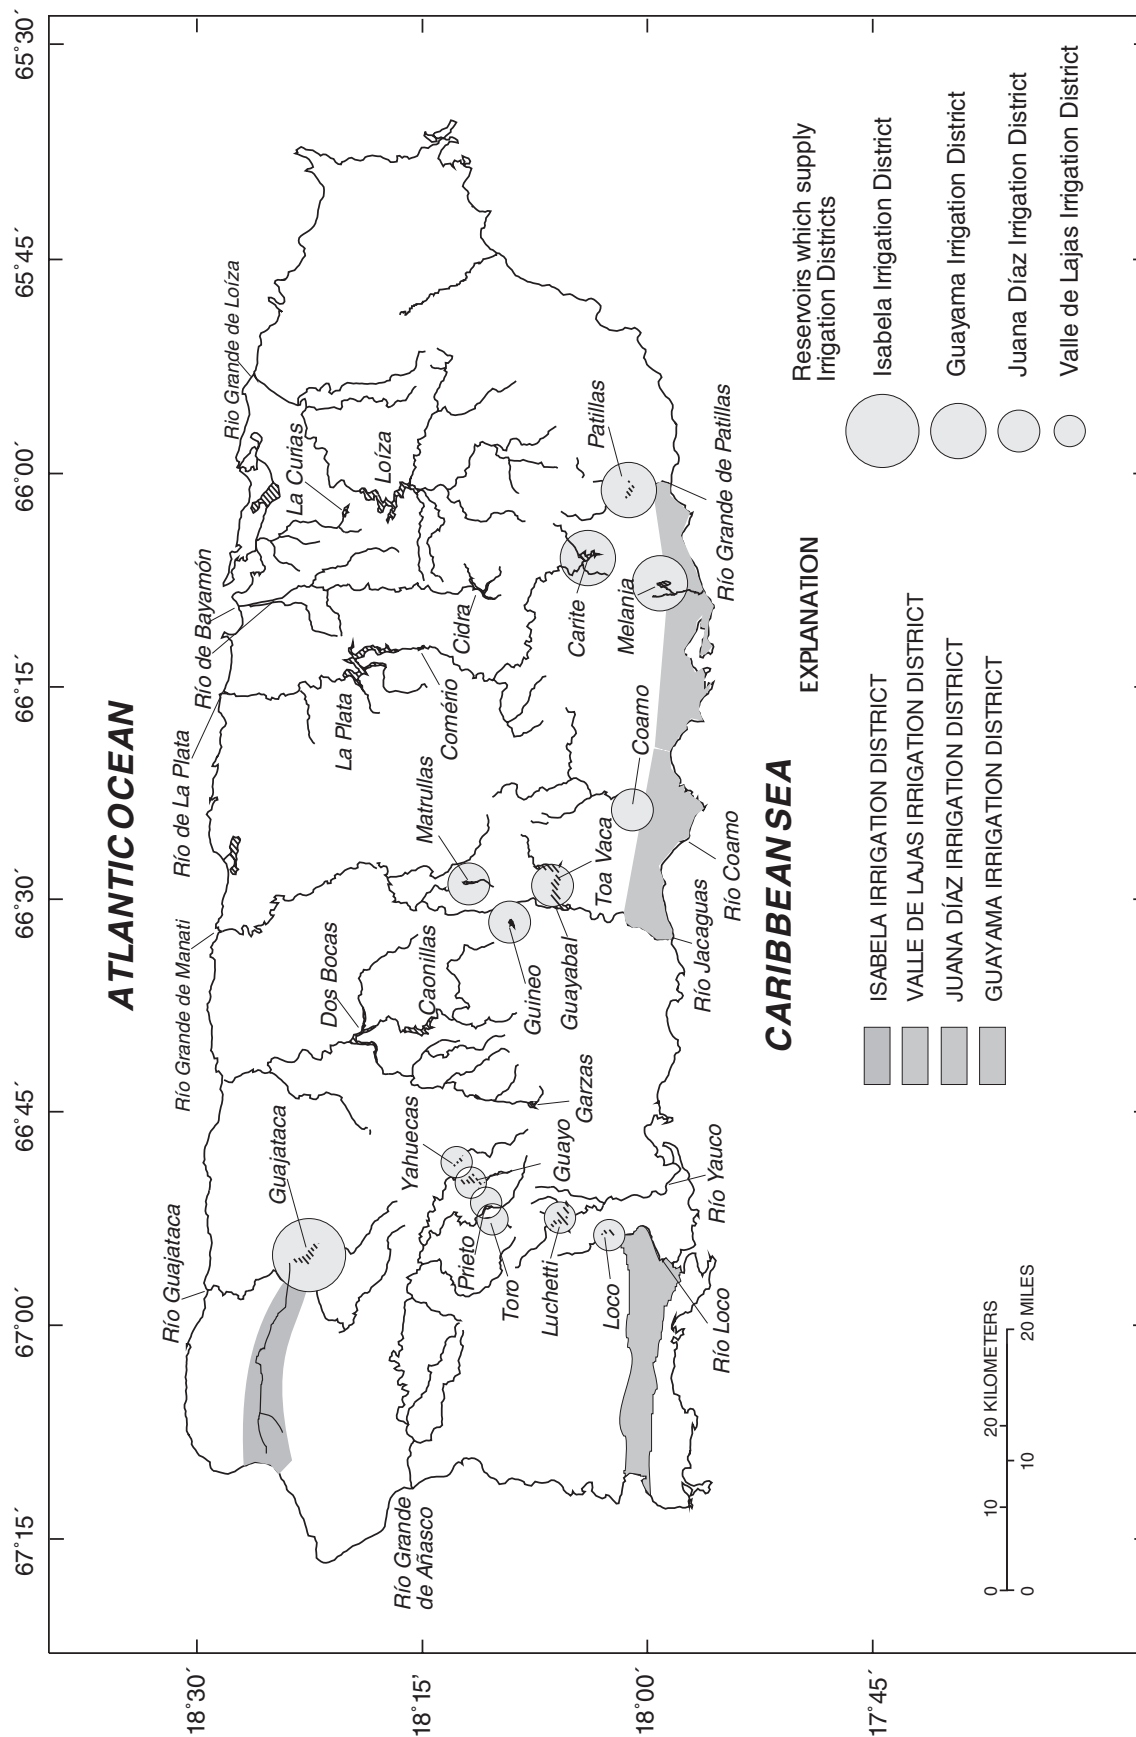 67°15´
67°00´
66°45´
66°30´
66°15´
66°00´
65°45´
65°30´
18°30´
18°15'
18°00´
17°45´
ATLANTIC OCEAN
Río Guajataca
Río Grande de Manati
Río de La Plata
Río de Bayamón
Rio Grande de Loíza
Guajataca
Dos Bocas
La Plata
La Curias
Loíza
Río Grande
de Añasco
Yahuecas
Caonillas
Matrullas
Comério
Cidra
Prieto
Toro
Guayo
Garzas
Guineo
Guayabal
Toa Vaca
Carite
Patillas
Luchetti
Loco
Coamo
Melania
Río Loco
Río Yauco
Río Jacaguas
Río Coamo
Río Grande de Patillas
CARIBBEAN SEA
EXPLANATION
ISABELA IRRIGATION DISTRICT
VALLE DE LAJAS IRRIGATION DISTRICT
JUANA DÍAZ IRRIGATION DISTRICT
GUAYAMA IRRIGATION DISTRICT
Reservoirs which supply
Irrigation Districts
Isabela Irrigation District
Guayama Irrigation District
Juana Díaz Irrigation District
Valle de Lajas Irrigation District
0 10 20 KILOMETERS
0 10 20 MILES